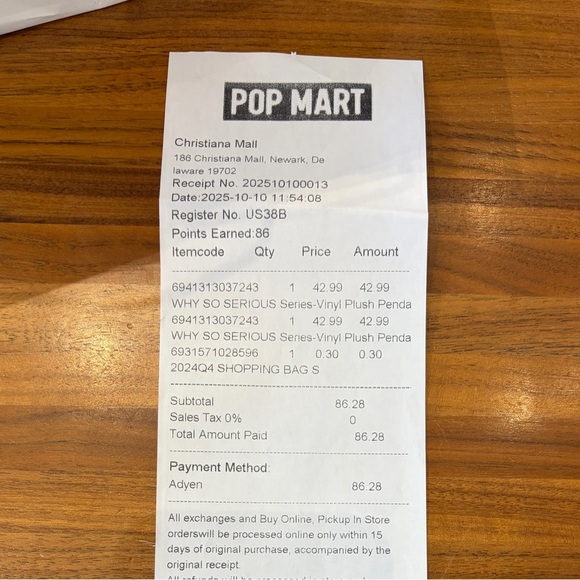 POP MART
Christiana Mall
186 Christiana Mall, Newark, De
laware 19702
Receipt No. 202510100013
Date:2025-10-10 11:54:08
Register No. US38B
Points Earned:86
Itemcode Qty Price Amount
6941313037243 1 42.99 42.99
WHY SO SERIOUS Series-Vinyl Plush Penda
6941313037243 1 42.99 42.99
WHY SO SERIOUS Series-Vinyl Plush Penda
6931571028596 1 0.30 0.30
2024Q4 SHOPPING BAG S
Subtotal 86.28
Sales Tax 0% 0
Total Amount Paid 86.28
Payment Method:
Adyen 86.28
All exchanges and Buy Online, Pickup In Store
orderswill be processed online only within 15
days of original purchase, accompanied by the
original receipt.